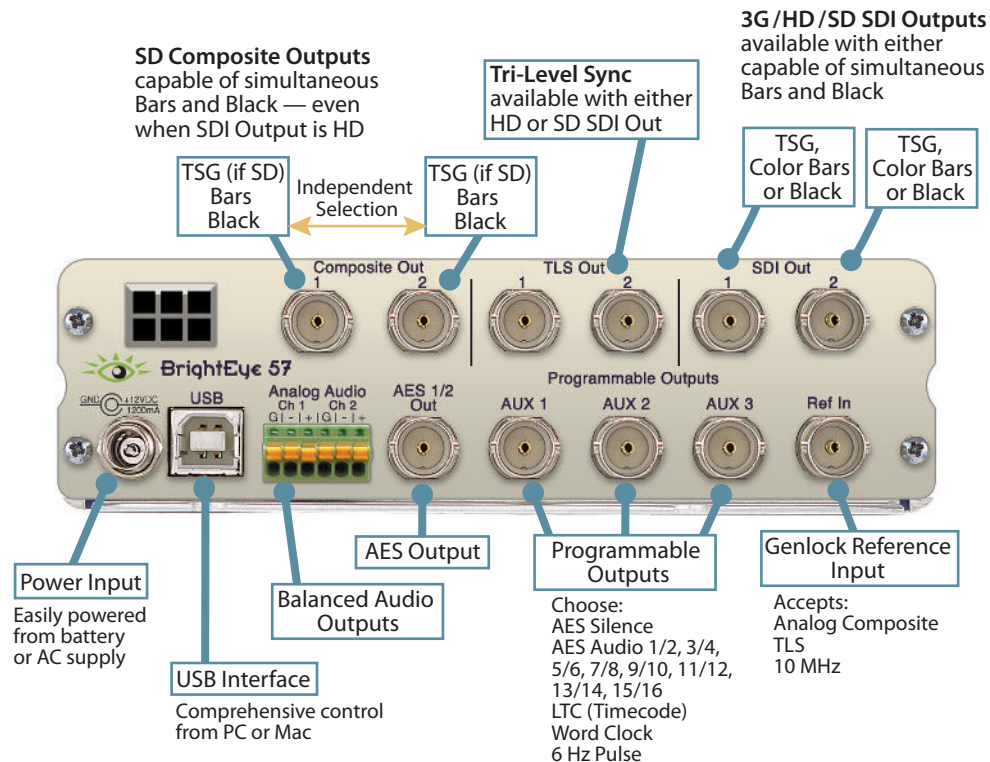 SD Composite Outputs
capable of simultaneous
Bars and Black — even
when SDI Output is HD
Tri-Level Sync
available with either
HD or SD SDI Out
3G/HD/SD SDI Outputs
available with either
capable of simultaneous
Bars and Black
TSG (if SD)
Bars
Black
Independent
Selection
TSG (if SD)
Bars
Black
TSG,
Color Bars
or Black
TSG,
Color Bars
or Black
Composite Out
1
2
TLS Out
1
2
SDI Out
1
2
BrightEye 57
GND +12VDC
1200mA
USB
Analog Audio
Ch 1 Ch 2
G|-|+|G|-|+
AES 1/2
Out
Programmable Outputs
AUX 1
AUX 2
AUX 3
Ref In
Power Input
Easily powered
from battery
or AC supply
USB Interface
Comprehensive control
from PC or Mac
Balanced Audio
Outputs
AES Output
Programmable
Outputs
Choose:
AES Silence
AES Audio 1/2, 3/4,
5/6, 7/8, 9/10, 11/12,
13/14, 15/16
LTC (Timecode)
Word Clock
6 Hz Pulse
Genlock Reference
Input
Accepts:
Analog Composite
TLS
10 MHz